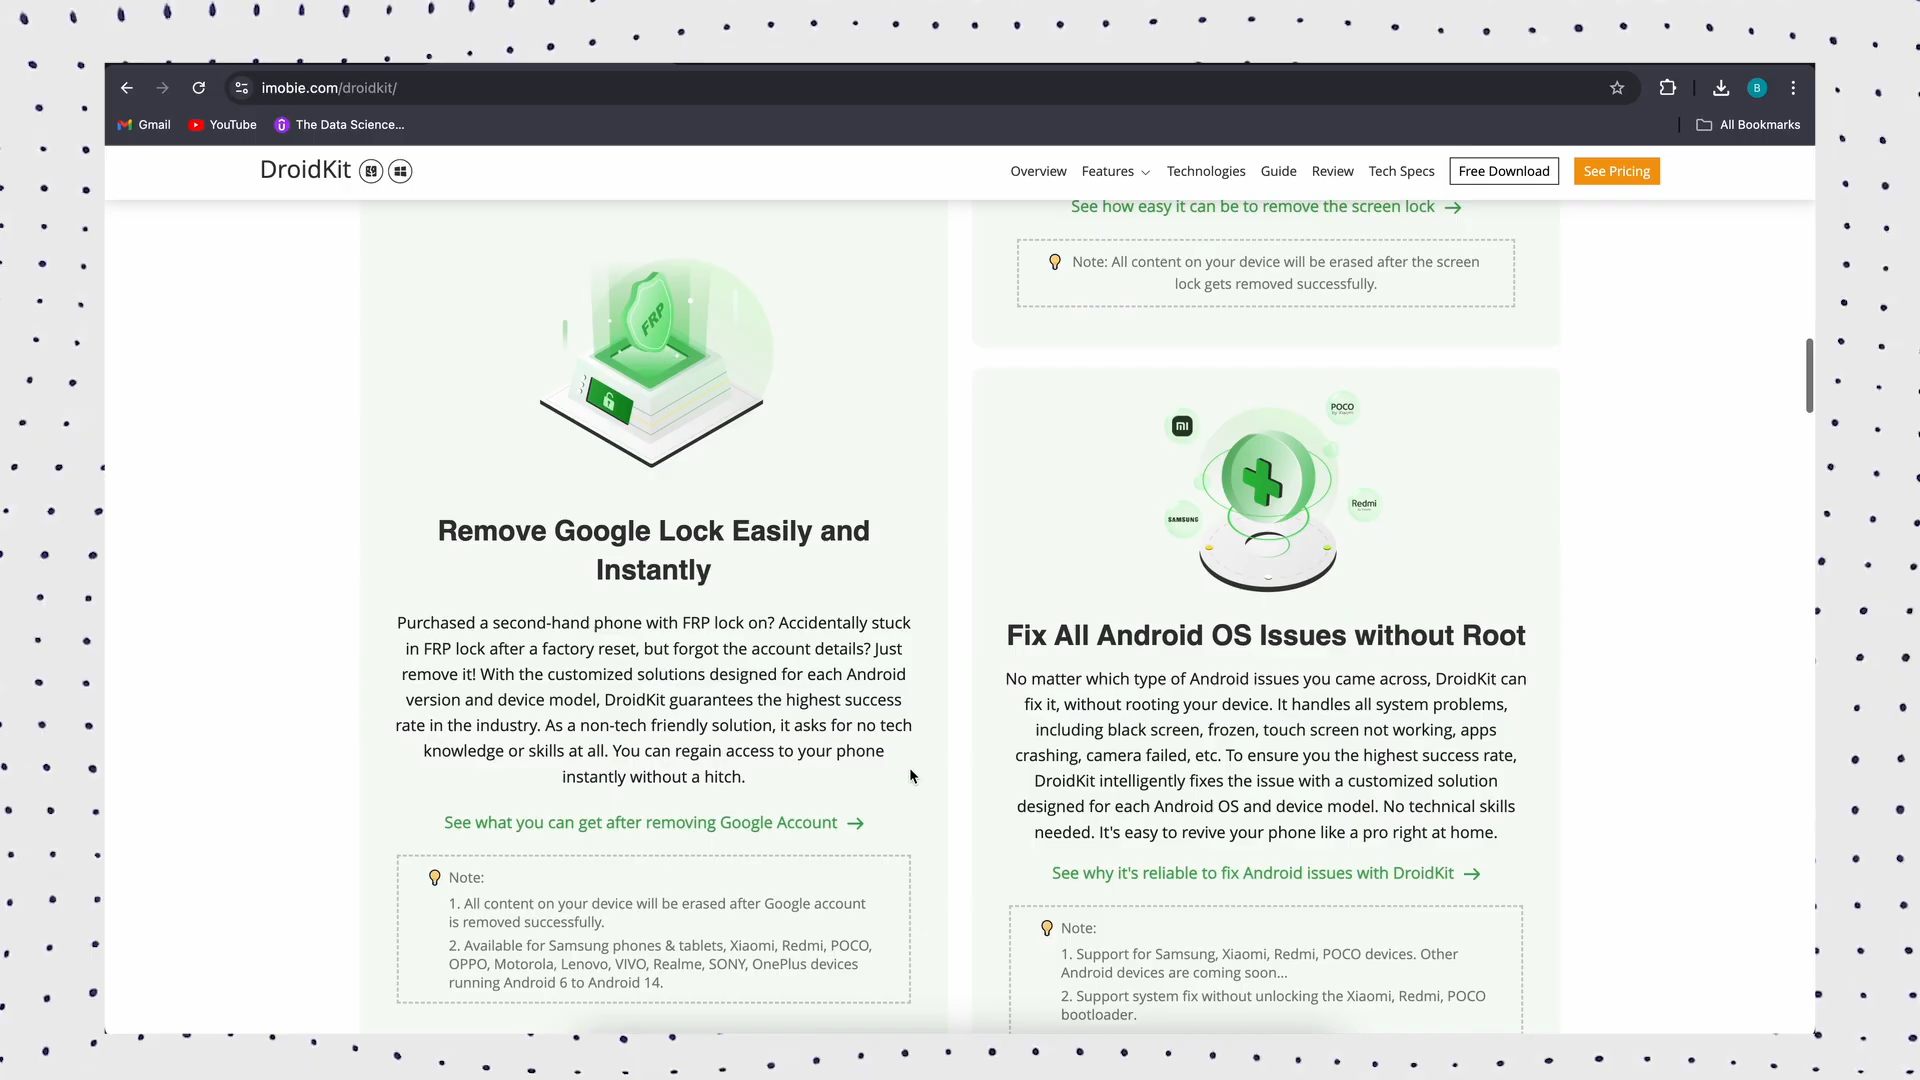 imobie.com/droidkit/
B
Gmail
YouTube
The Data Science...
All Bookmarks
DroidKit
Overview
Features
Technologies
Guide
Review
Tech Specs
Free Download
See Pricing
FRP
Remove Google Lock Easily and
Instantly
Purchased a second-hand phone with FRP lock on? Accidentally stuck
in FRP lock after a factory reset, but forgot the account details? Just
remove it! With the customized solutions designed for each Android
version and device model, DroidKit guarantees the highest success
rate in the industry. As a non-tech friendly solution, it asks for no tech
knowledge or skills at all. You can regain access to your phone
instantly without a hitch.
See what you can get after removing Google Account →
Note:
1. All content on your device will be erased after Google account
is removed successfully.
2. Available for Samsung phones & tablets, Xiaomi, Redmi, POCO,
OPPO, Motorola, Lenovo, VIVO, Realme, SONY, OnePlus devices
running Android 6 to Android 14.
See how easy it can be to remove the screen lock →
Note: All content on your device will be erased after the screen
lock gets removed successfully.
POCO
mi
Redmi
SAMSUNG
Fix All Android OS Issues without Root
No matter which type of Android issues you came across, DroidKit can
fix it, without rooting your device. It handles all system problems,
including black screen, frozen, touch screen not working, apps
crashing, camera failed, etc. To ensure you the highest success rate,
DroidKit intelligently fixes the issue with a customized solution
designed for each Android OS and device model. No technical skills
needed. It's easy to revive your phone like a pro right at home.
See why it's reliable to fix Android issues with DroidKit →
Note:
1. Support for Samsung, Xiaomi, Redmi, POCO devices. Other
Android devices are coming soon...
2. Support system fix without unlocking the Xiaomi, Redmi, POCO
bootloader.